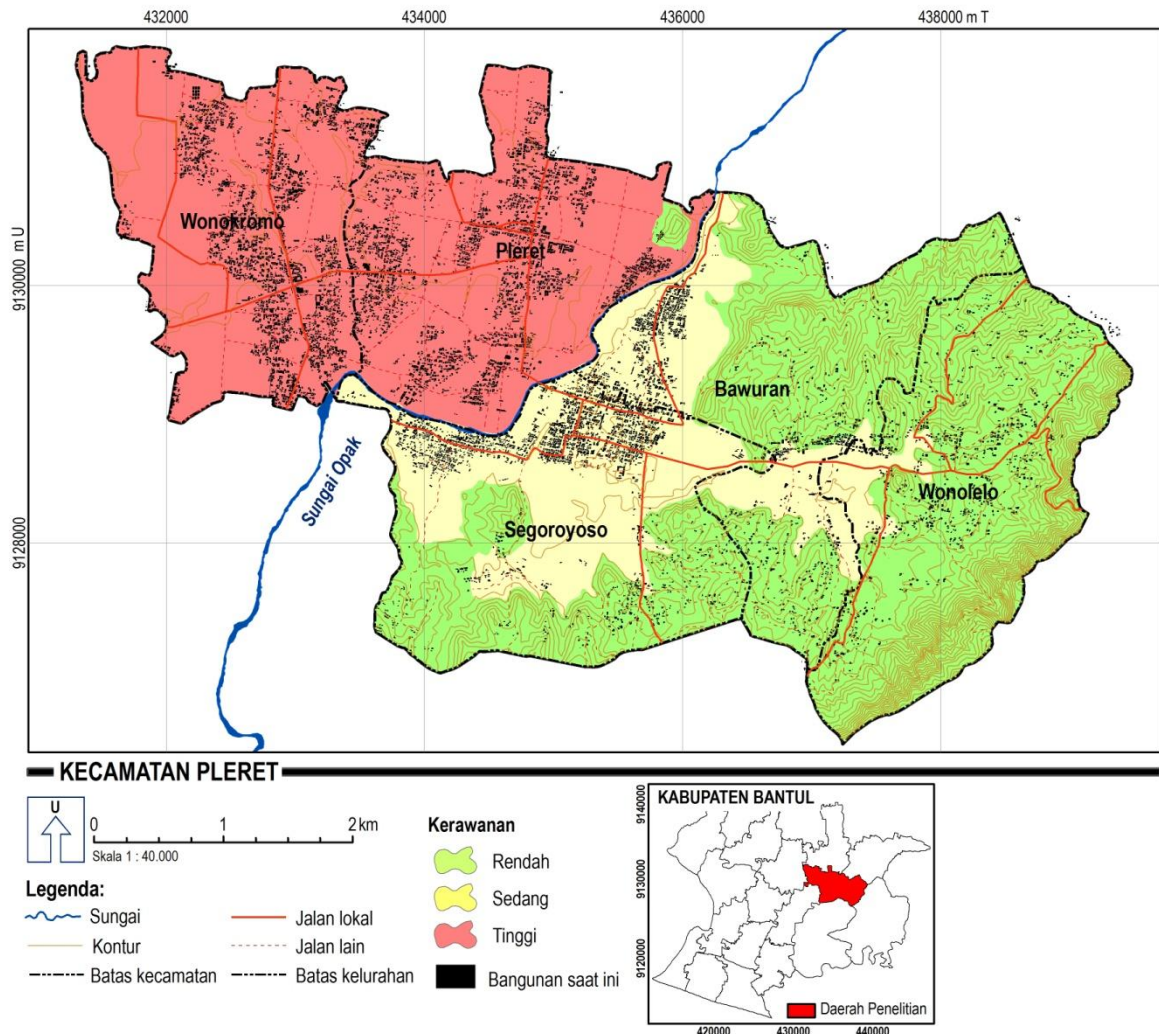 432000 434000 436000 438000 m T
9130000 m U
9128000
Wonokromo
Pleret
Bawuran
Wonolelo
Segoroyoso
Sungai Opak
KECAMATAN PLERET
U
0 1 2 km
Skala 1 : 40.000
Legenda:
Sungai
Kontur
Batas kecamatan
Jalan lokal
Jalan lain
Batas kelurahan
Kerawanan
Rendah
Sedang
Tinggi
Bangunan saat ini
KABUPATEN BANTUL
9140000
9130000
9120000
Daerah Penelitian
420000 430000 440000